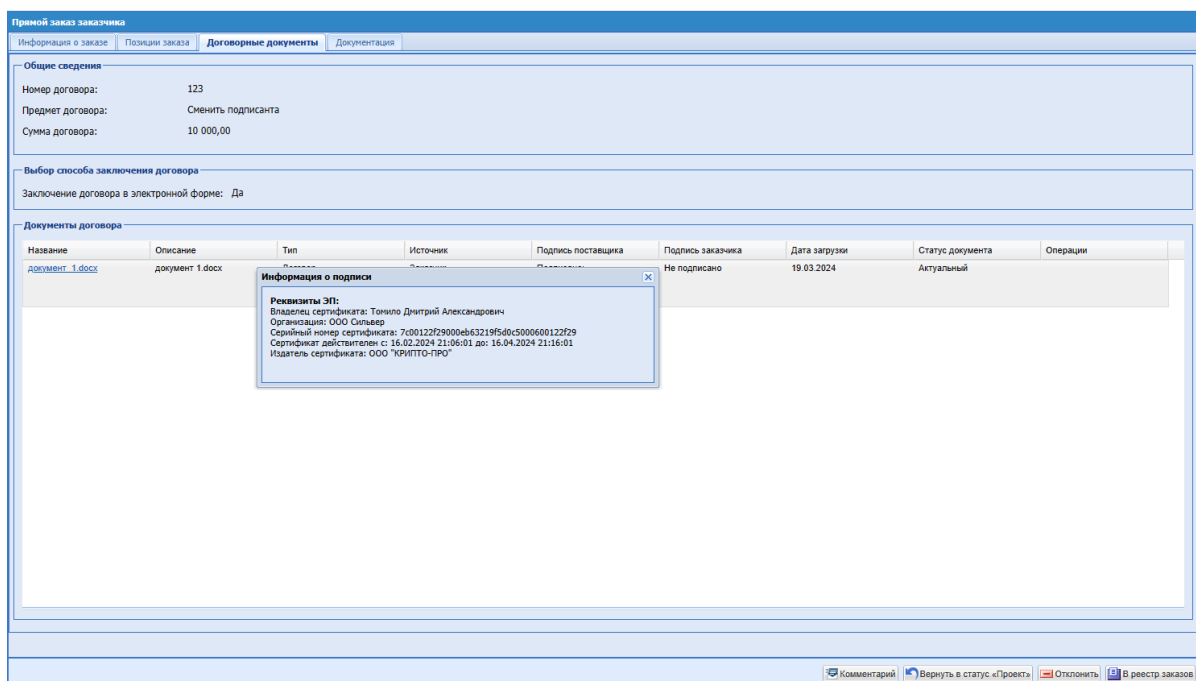 Прямой заказ заказчика
Информация о заказе Позиции заказа Договорные документы Документация
Общие сведения
Номер договора: 123
Предмет договора: Сменить подписанта
Сумма договора: 10 000,00
Выбор способа заключения договора
Заключение договора в электронной форме: Да
Документы договора
Название Описание Тип Источник Подпись поставщика Подпись заказчика Дата загрузки Статус документа Операции
документ_1.docx документ 1.docx Не подписано 19.03.2024 Актуальный
Информация о подписи
Реквизиты ЭП:
Владелец сертификата: Томило Дмитрий Александрович
Организация: ООО Сильвер
Серийный номер сертификата: 7c00122f29000eb63219f5d0c5000600122f29
Сертификат действителен с: 16.02.2024 21:06:01 до: 16.04.2024 21:16:01
Издатель сертификата: ООО "КРИПТО-ПРО"
Комментарий Вернуть в статус «Проект» Отклонить В реестр заказов